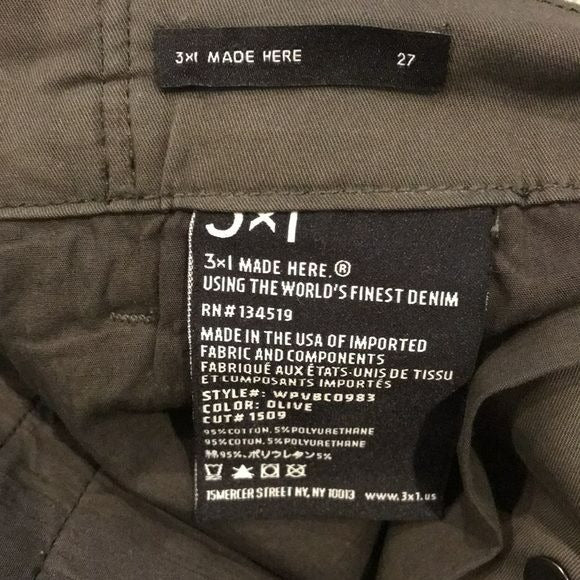 3×1 MADE HERE 27
3×1
3×1 MADE HERE.®
USING THE WORLD'S FINEST DENIM
RN# 134519
MADE IN THE USA OF IMPORTED
FABRIC AND COMPONENTS
FABRIQUÉ AUX ÉTATS-UNIS DE TISSU
ET COMPOSANTS IMPORTÉS
STYLE#: WPVBC0983
COLOR: OLIVE
CUT# 1509
95% COTTON, 5% POLYURETHANE
95% COTON, 5% POLYURETHANE
綿95%, ポリウレタン5%
15 MERCER STREET NY, NY 10013 www.3x1.us